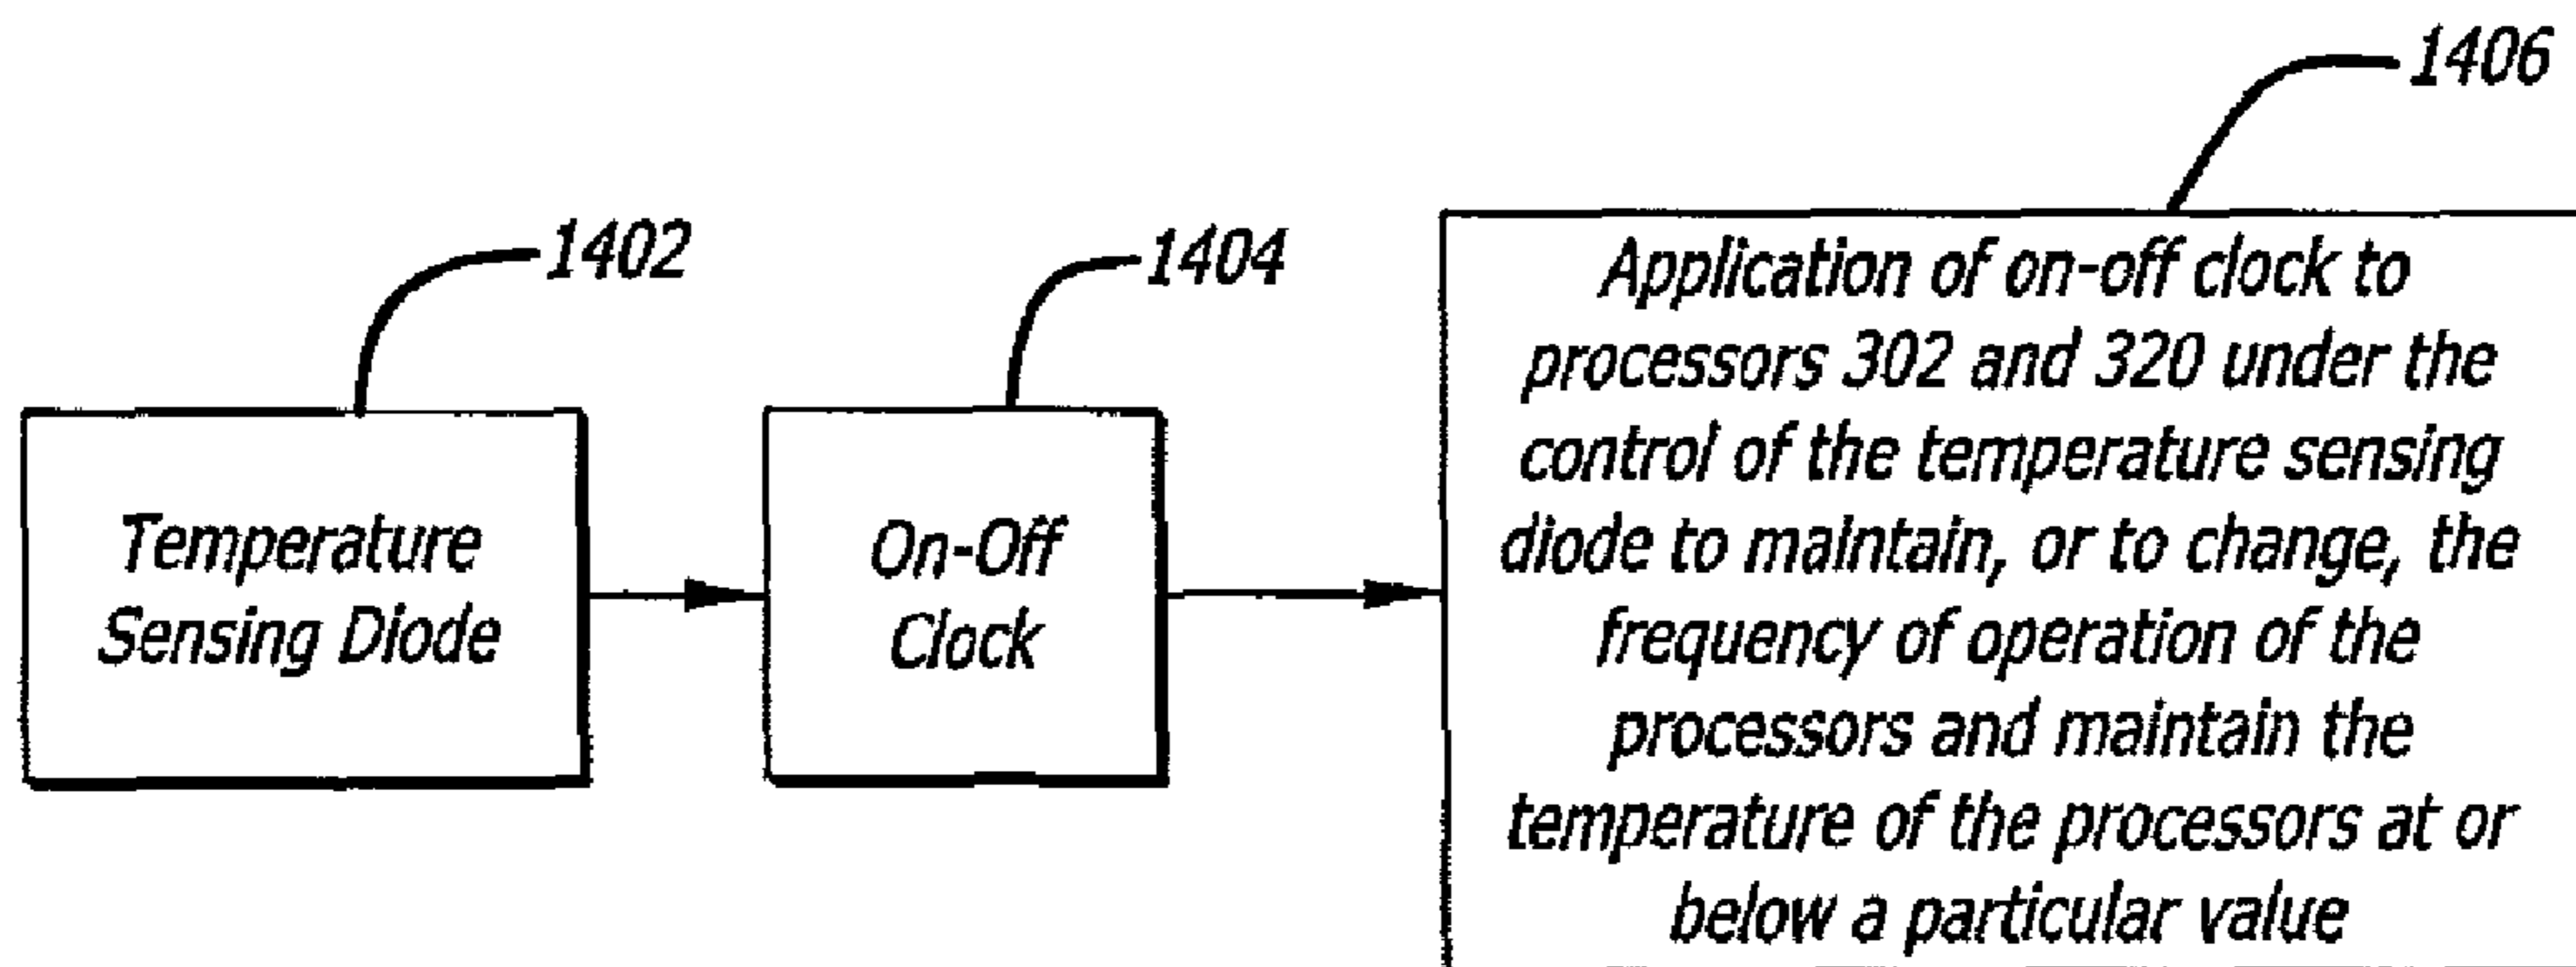 1406
1402
1404
Application of on-off clock to
processors 302 and 320 under the
control of the temperature sensing
diode to maintain, or to change, the
frequency of operation of the
processors and maintain the
temperature of the processors at or
below a particular value
Temperature
Sensing Diode
On-Off
Clock